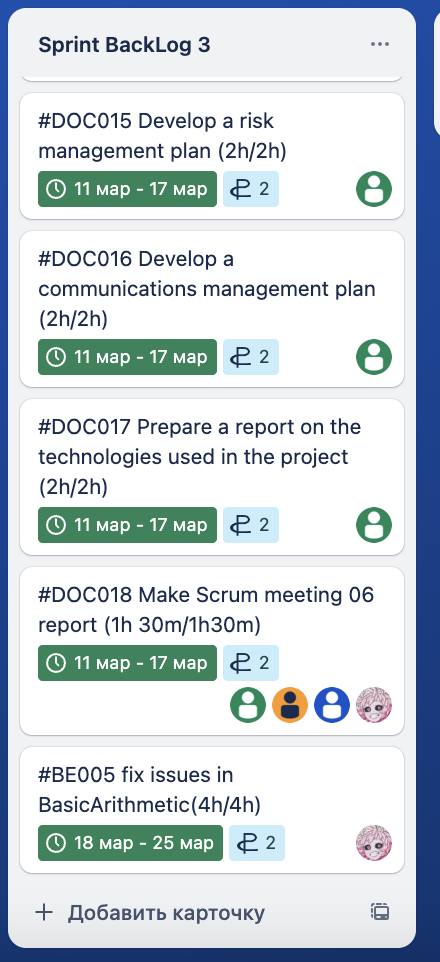 Sprint BackLog 3
#DOC015 Develop a risk
management plan (2h/2h)
11 мар - 17 мар 2
#DOC016 Develop a
communications management plan
(2h/2h)
11 мар - 17 мар 2
#DOC017 Prepare a report on the
technologies used in the project
(2h/2h)
11 мар - 17 мар 2
#DOC018 Make Scrum meeting 06
report (1h 30m/1h30m)
11 мар - 17 мар 2
#BE005 fix issues in
BasicArithmetic(4h/4h)
18 мар - 25 мар 2
Добавить карточку